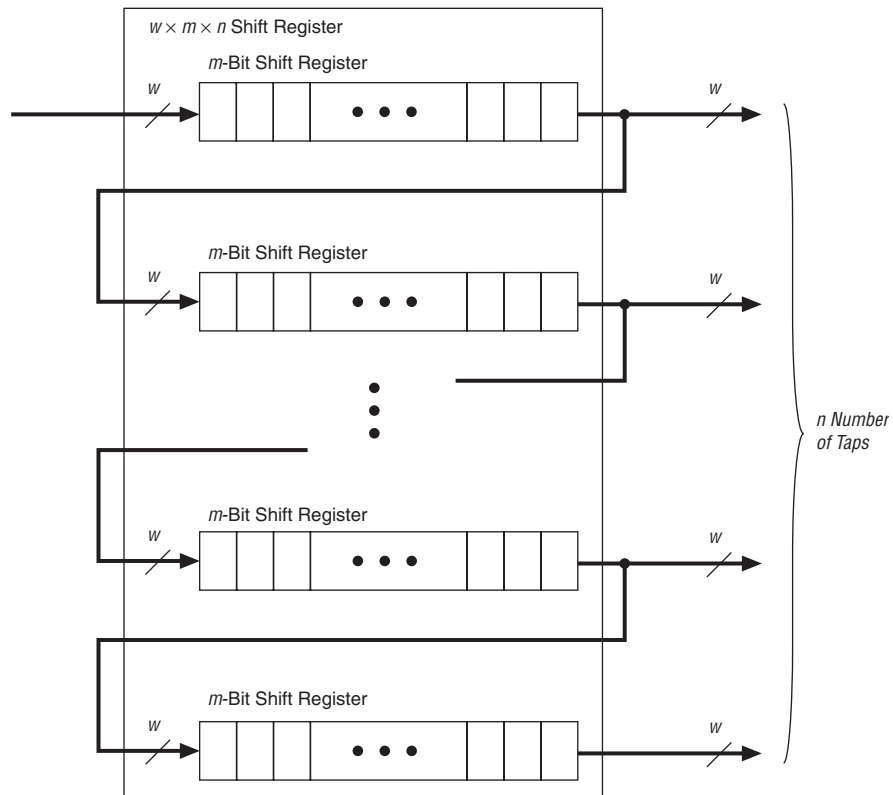 w × m × n Shift Register
m-Bit Shift Register
w
w
m-Bit Shift Register
w
w
n Number
of Taps
m-Bit Shift Register
w
w
m-Bit Shift Register
w
w